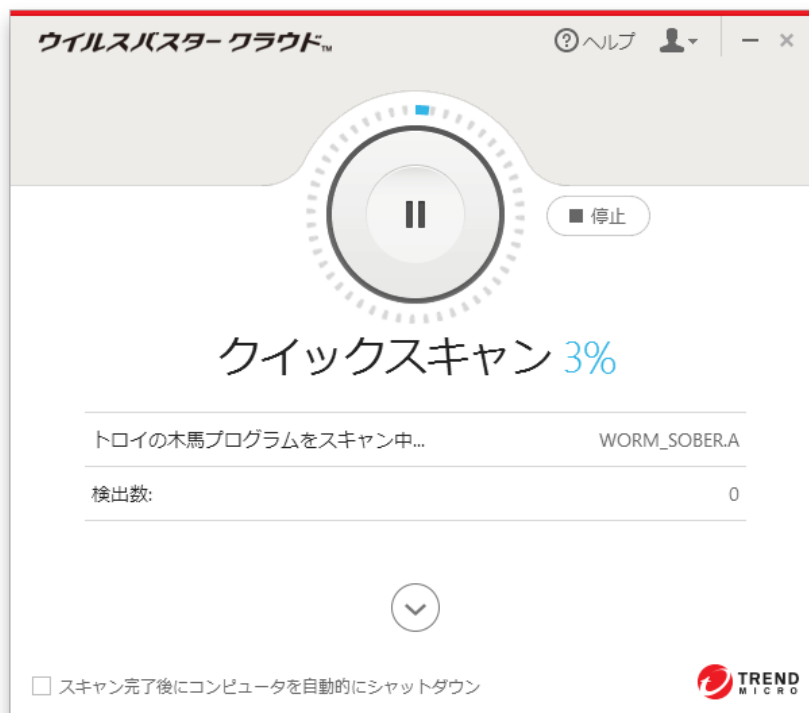 ウイルスバスター クラウド™
ヘルプ
停止
クイックスキャン 3%
トロイの木馬プログラムをスキャン中... WORM_SOBER.A
検出数: 0
スキャン完了後にコンピュータを自動的にシャットダウン
TREND
MICRO